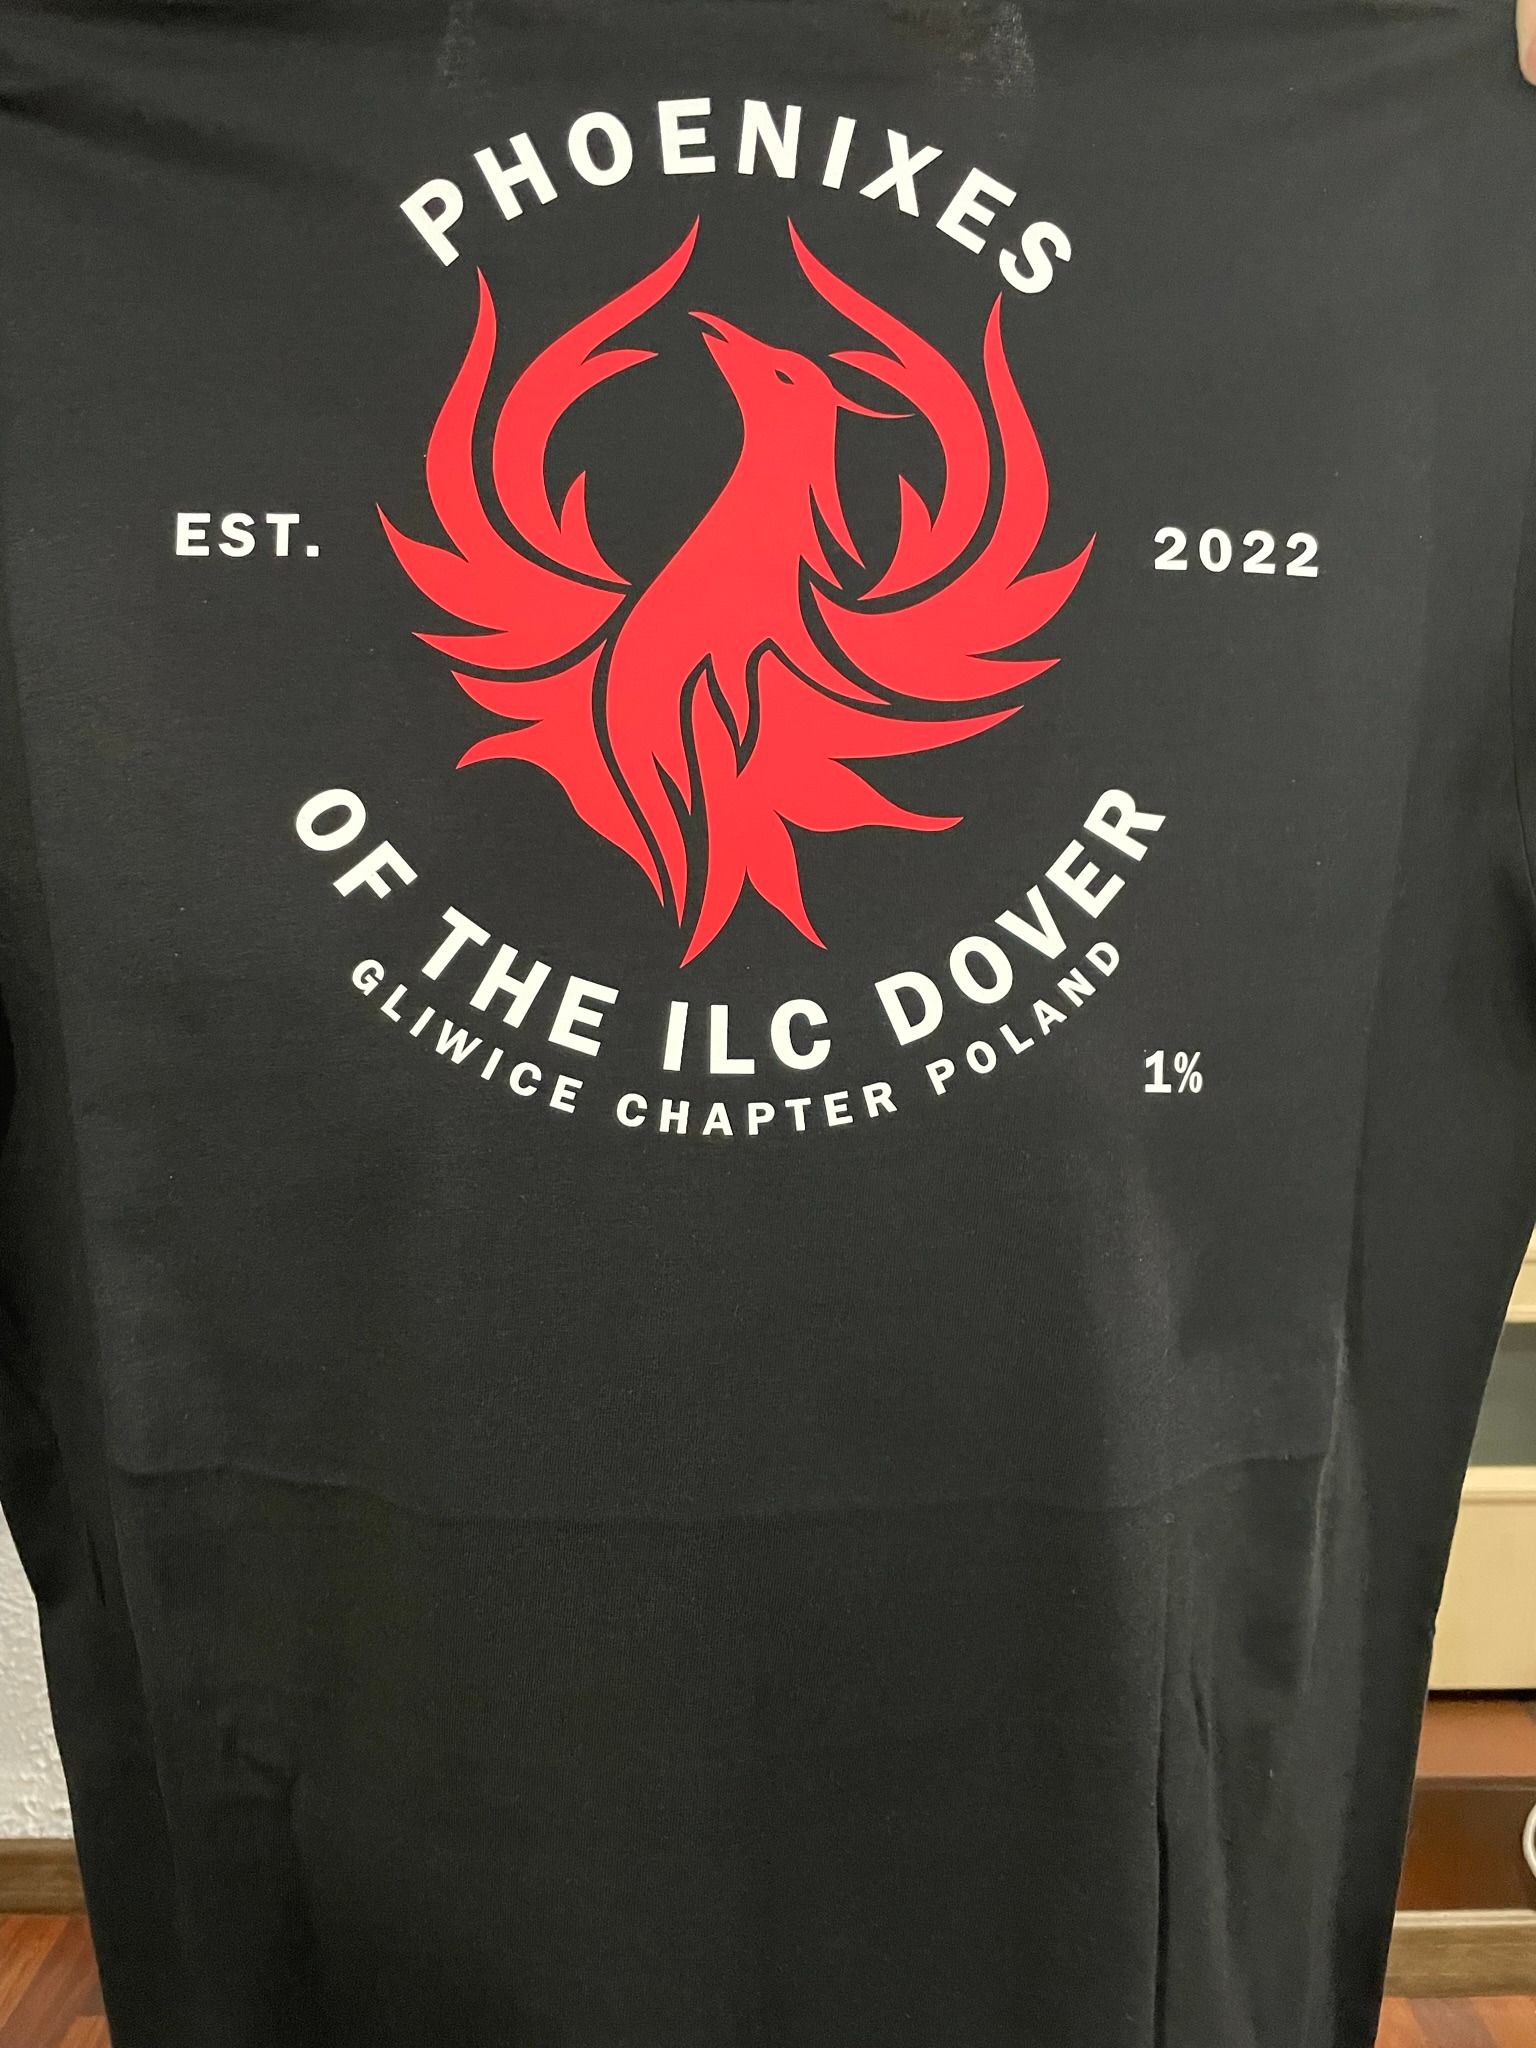 PHOENIXES
EST. 2022
OF THE ILC DOVER
GLIWICE CHAPTER POLAND
1%